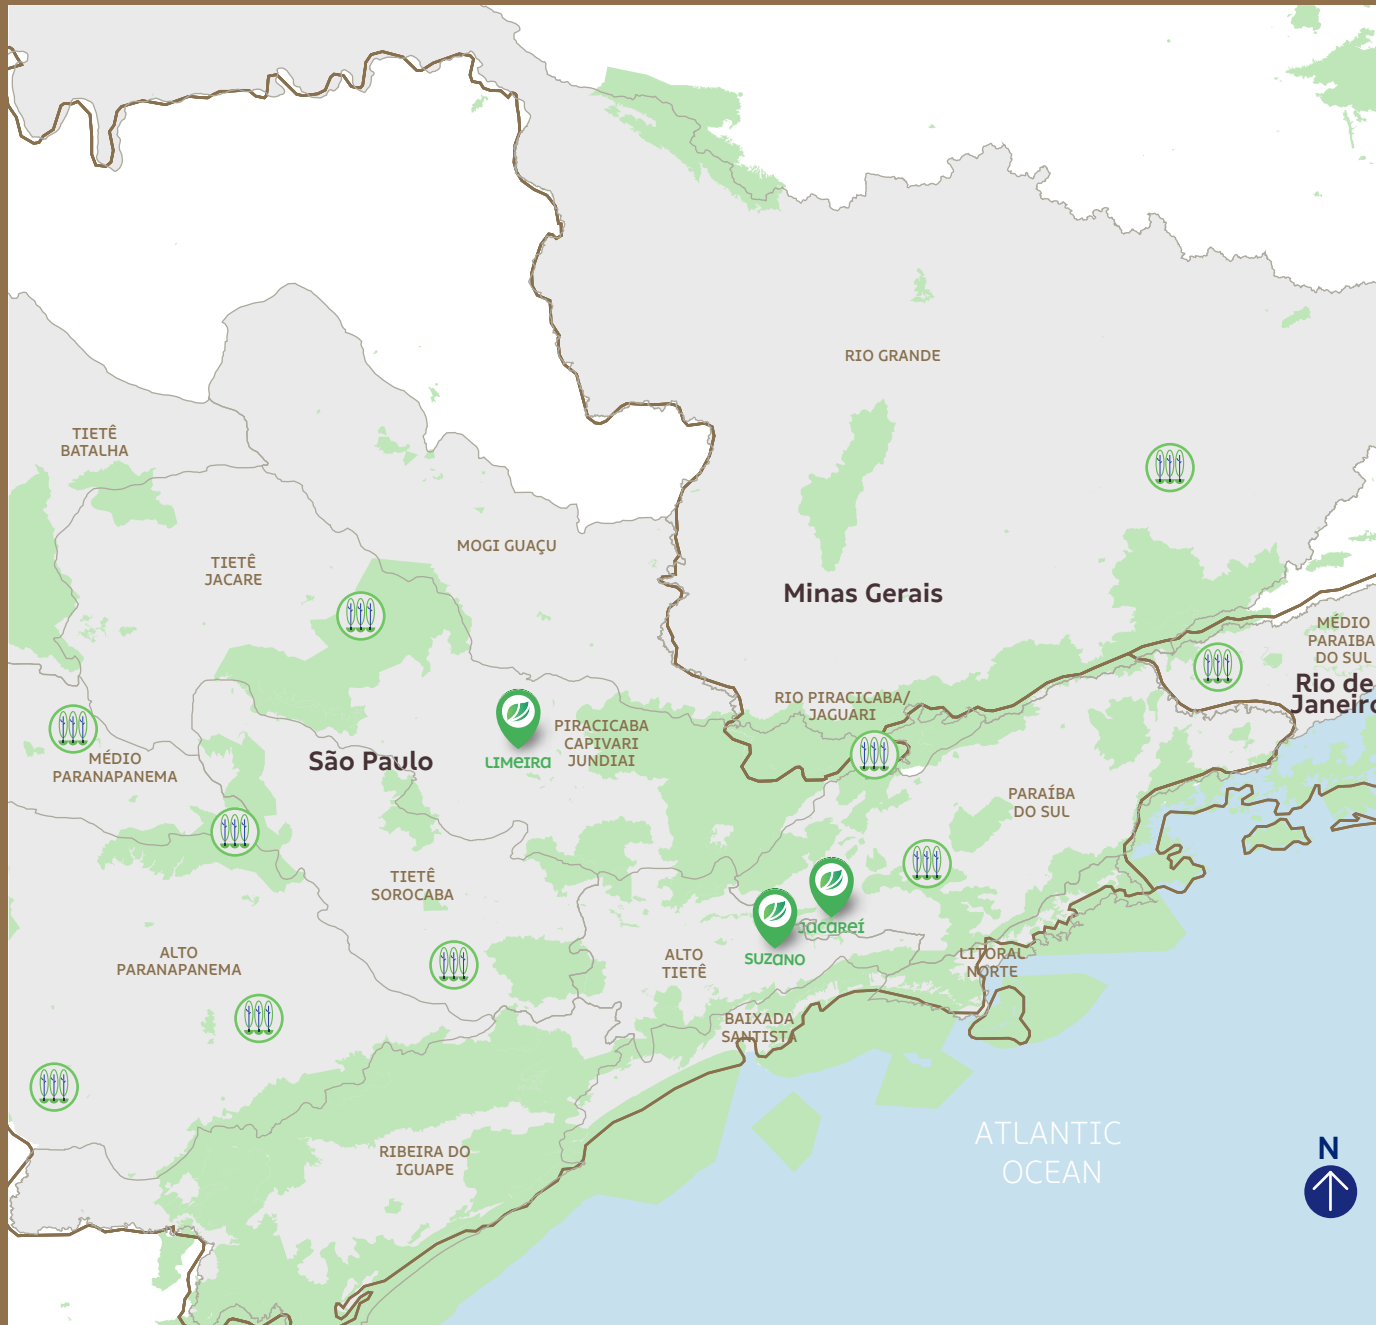 RIO GRANDE
TIETÊ
BATALHA
MOGI GUAÇU
TIETÊ
JACARE
Minas Gerais
MÉDIO
PARAIBA
DO SUL
Rio de
Janeiro
RIO PIRACICABA/
JAGUARI
PIRACICABA
CAPIVARI
JUNDIAI
LIMEIRA
São Paulo
MÉDIO
PARANAPANEMA
PARAÍBA
DO SUL
TIETÊ
SOROCABA
JACAREÍ
SUZANO
ALTO
TIETÊ
LITORAL
NORTE
ALTO
PARANAPANEMA
BAIXADA
SANTISTA
ATLANTIC
OCEAN
N
RIBEIRA DO
IGUAPE